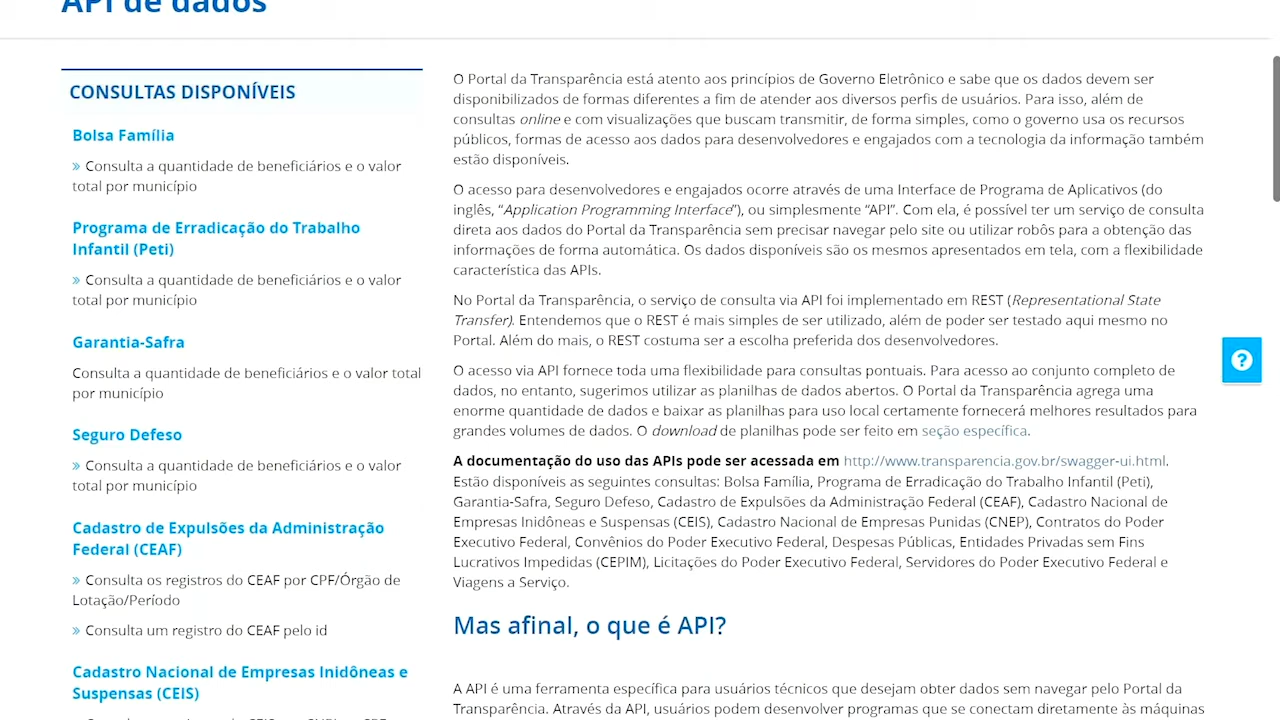 API de dados
CONSULTAS DISPONÍVEIS
Bolsa Família
» Consulta a quantidade de beneficiários e o valor
total por município
Programa de Erradicação do Trabalho
Infantil (Peti)
» Consulta a quantidade de beneficiários e o valor
total por município
Garantia-Safra
Consulta a quantidade de beneficiários e o valor total
por município
Seguro Defeso
» Consulta a quantidade de beneficiários e o valor
total por município
Cadastro de Expulsões da Administração
Federal (CEAF)
» Consulta os registros do CEAF por CPF/Órgão de
Lotação/Período
» Consulta um registro do CEAF pelo id
Cadastro Nacional de Empresas Inidôneas e
Suspensas (CEIS)
O Portal da Transparência está atento aos princípios de Governo Eletrônico e sabe que os dados devem ser
disponibilizados de formas diferentes a fim de atender aos diversos perfis de usuários. Para isso, além de
consultas online e com visualizações que buscam transmitir, de forma simples, como o governo usa os recursos
públicos, formas de acesso aos dados para desenvolvedores e engajados com a tecnologia da informação também
estão disponíveis.
O acesso para desenvolvedores e engajados ocorre através de uma Interface de Programa de Aplicativos (do
inglês, “Application Programming Interface”), ou simplesmente “API”. Com ela, é possível ter um serviço de consulta
direta aos dados do Portal da Transparência sem precisar navegar pelo site ou utilizar robôs para a obtenção das
informações de forma automática. Os dados disponíveis são os mesmos apresentados em tela, com a flexibilidade
característica das APIs.
No Portal da Transparência, o serviço de consulta via API foi implementado em REST (Representational State
Transfer). Entendemos que o REST é mais simples de ser utilizado, além de poder ser testado aqui mesmo no
Portal. Além do mais, o REST costuma ser a escolha preferida dos desenvolvedores.
O acesso via API fornece toda uma flexibilidade para consultas pontuais. Para acesso ao conjunto completo de
dados, no entanto, sugerimos utilizar as planilhas de dados abertos. O Portal da Transparência agrega uma
enorme quantidade de dados e baixar as planilhas para uso local certamente fornecerá melhores resultados para
grandes volumes de dados. O download de planilhas pode ser feito em seção específica.
A documentação do uso das APIs pode ser acessada em http://www.transparencia.gov.br/swagger-ui.html.
Estão disponíveis as seguintes consultas: Bolsa Família, Programa de Erradicação do Trabalho Infantil (Peti),
Garantia-Safra, Seguro Defeso, Cadastro de Expulsões da Administração Federal (CEAF), Cadastro Nacional de
Empresas Inidôneas e Suspensas (CEIS), Cadastro Nacional de Empresas Punidas (CNEP), Contratos do Poder
Executivo Federal, Convênios do Poder Executivo Federal, Despesas Públicas, Entidades Privadas sem Fins
Lucrativos Impedidas (CEPIM), Licitações do Poder Executivo Federal, Servidores do Poder Executivo Federal e
Viagens a Serviço.
Mas afinal, o que é API?
A API é uma ferramenta específica para usuários técnicos que desejam obter dados sem navegar pelo Portal da
Transparência. Através da API, usuários podem desenvolver programas que se conectam diretamente às máquinas
?